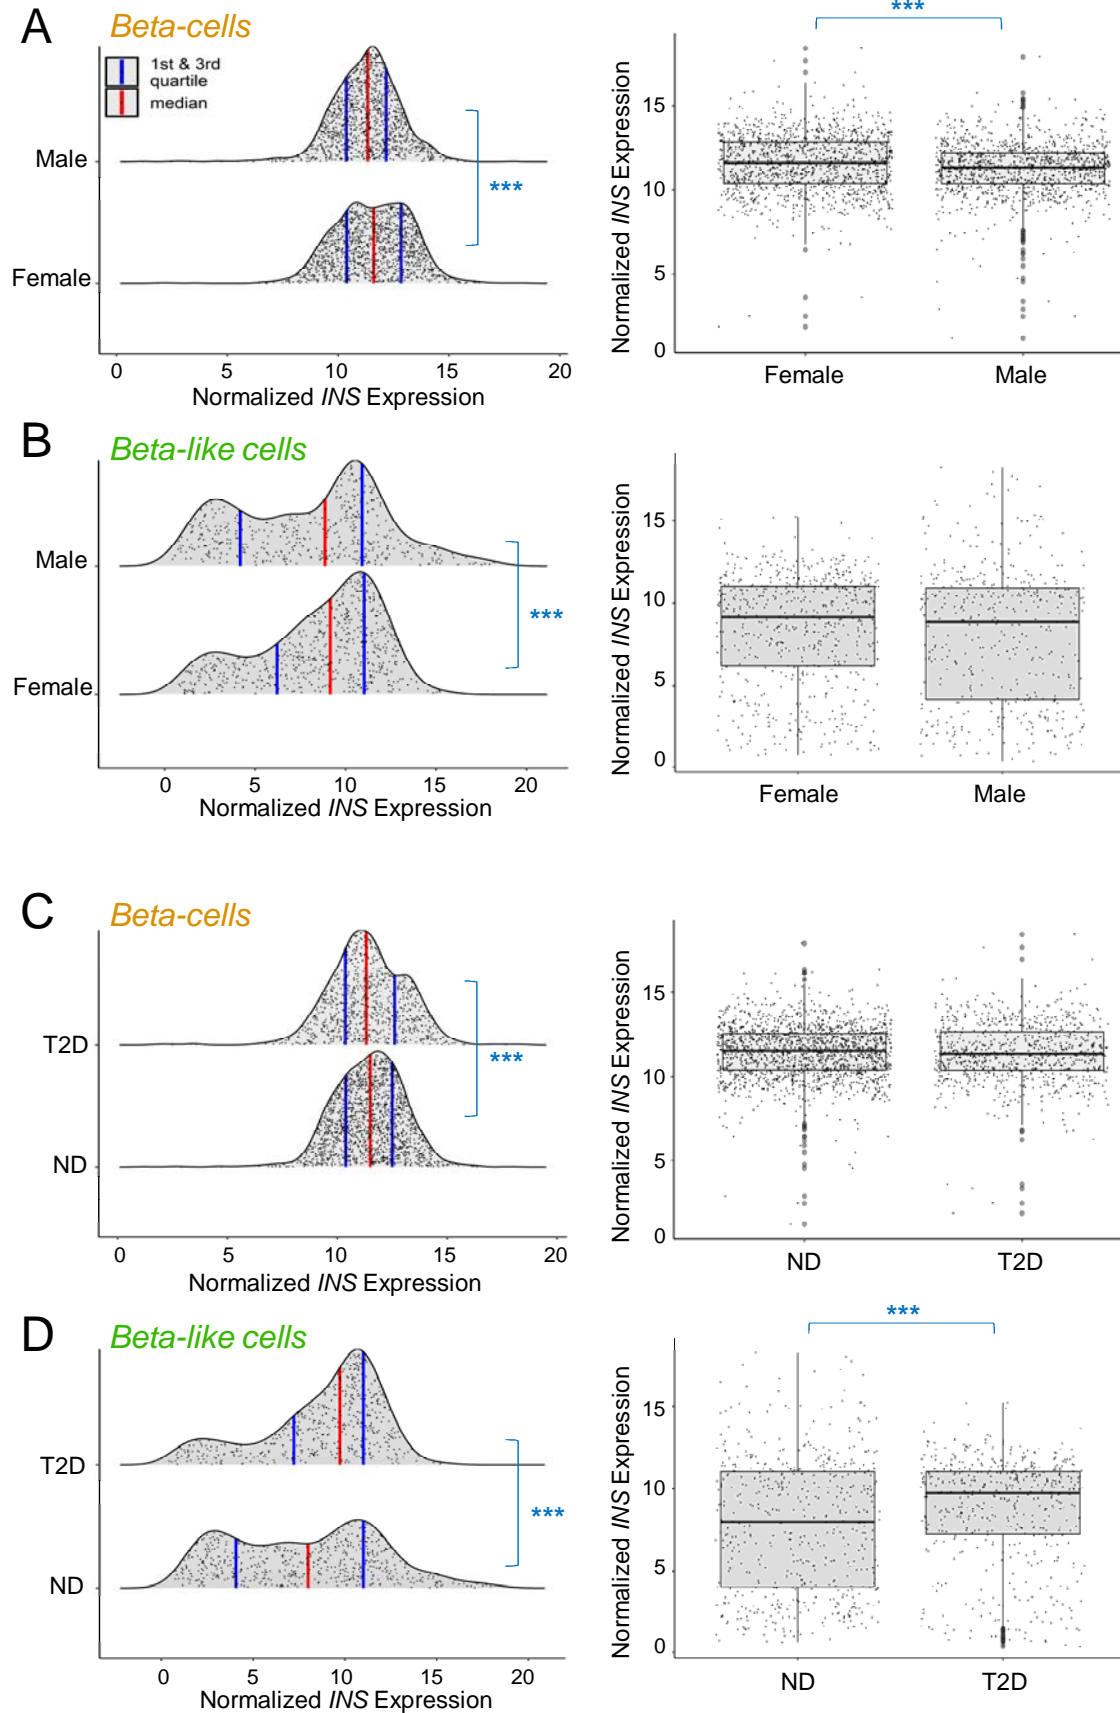 A
Beta-cells
1st & 3rd
quartile
median
Male
Female
***
0 5 10 15 20
Normalized INS Expression
***
Normalized INS Expression
15
10
5
0
Female Male
B
Beta-like cells
Male
Female
***
0 5 10 15 20
Normalized INS Expression
Normalized INS Expression
15
10
5
0
Female Male
C
Beta-cells
T2D
ND
***
0 5 10 15 20
Normalized INS Expression
Normalized INS Expression
15
10
5
0
ND T2D
D
Beta-like cells
T2D
ND
***
0 5 10 15 20
Normalized INS Expression
***
Normalized INS Expression
15
10
5
0
ND T2D